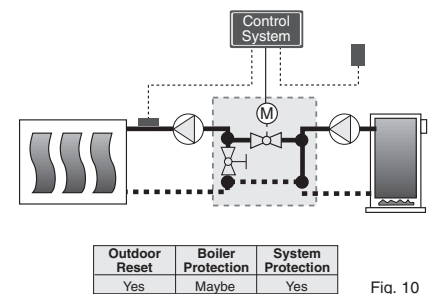 Control
System
M
Outdoor Reset Boiler Protection System Protection
Yes Maybe Yes
Fig. 10